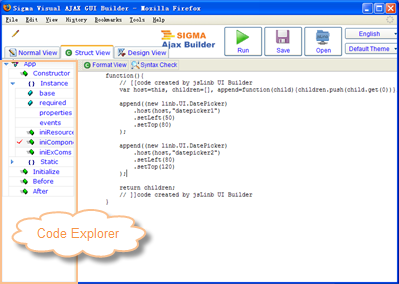 Sigma Visual AJAX GUI Builder - Mozilla Firefox
File Edit View History Bookmarks Tools Help
SIGMA
Ajax Builder
Run
Save
Open
English
Default Theme
Normal View
Struct View
Design View
App
Constructor
Instance
base
required
properties
events
iniResourc
iniCompone
iniExComs
Static
Initialize
Before
After
Format View
Syntax Check
function(){
// []code created by jsLinb UI Builder
var host=this, children=[], append=function(child){children.push(child.get(0))}
append((new linb.UI.DatePicker)
.host(host,"datepicker1")
.setLeft(50)
.setTop(80)
);
append((new linb.UI.DatePicker)
.host(host,"datepicker2")
.setLeft(80)
.setTop(120)
);
return children;
// []code created by jsLinb UI Builder
}
Code Explorer